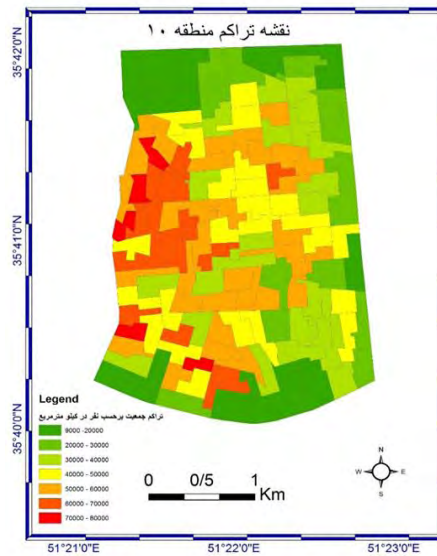 نقشه تراکم منطقه ۱۰
35°42'0"N
35°41'0"N
35°40'0"N
Legend
تراکم جمعیت برحسب نفر در کیلو مترمربع
9000 -20000
20000 - 30000
30000 - 40000
40000 - 50000
50000 - 60000
60000 - 70000
70000 - 80000
0 0/5 1
Km
N
W E
S
51°21'0"E 51°22'0"E 51°23'0"E